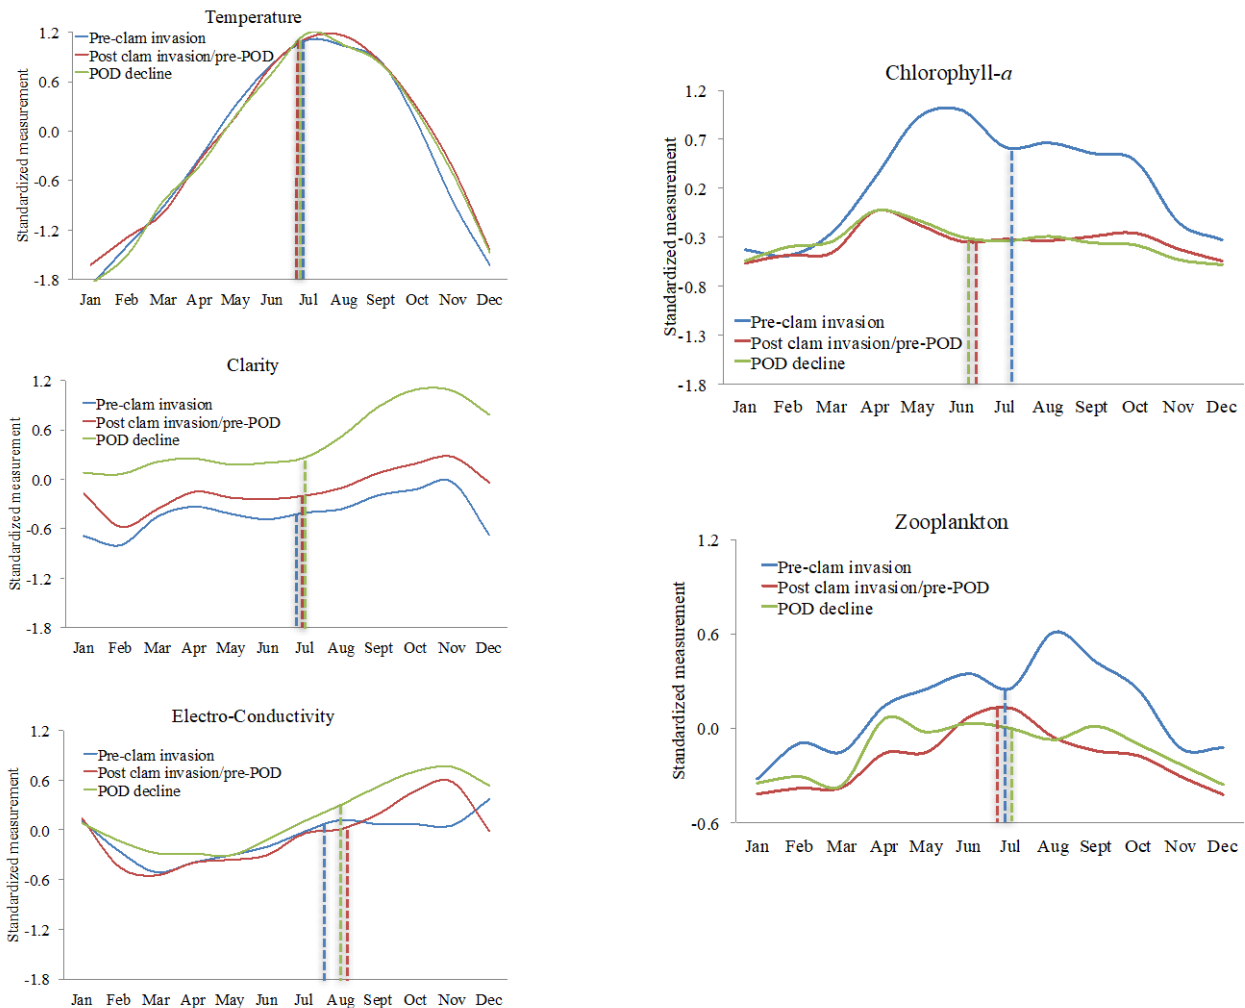 Temperature
Standardized measurement
1.2
0.6
0.0
-0.6
-1.2
-1.8
Pre-clam invasion
Post clam invasion/pre-POD
POD decline
Jan Feb Mar Apr May Jun Jul Aug Sept Oct Nov Dec
Clarity
Standardized measurement
1.2
0.6
0.0
-0.6
-1.2
-1.8
Pre-clam invasion
Post clam invasion/pre-POD
POD decline
Jan Feb Mar Apr May Jun Jul Aug Sept Oct Nov Dec
Electro-Conductivity
Standardized measurement
1.2
0.6
0.0
-0.6
-1.2
-1.8
Pre-clam invasion
Post clam invasion/pre-POD
POD decline
Jan Feb Mar Apr May Jun Jul Aug Sept Oct Nov Dec
Chlorophyll-a
Standardized measurement
1.2
0.7
0.2
-0.3
-0.8
-1.3
-1.8
Pre-clam invasion
Post clam invasion/pre-POD
POD decline
Jan Feb Mar Apr May Jun Jul Aug Sept Oct Nov Dec
Zooplankton
Standardized measurement
1.2
0.6
0.0
-0.6
Pre-clam invasion
Post clam invasion/pre-POD
POD decline
Jan Feb Mar Apr May Jun Jul Aug Sept Oct Nov Dec